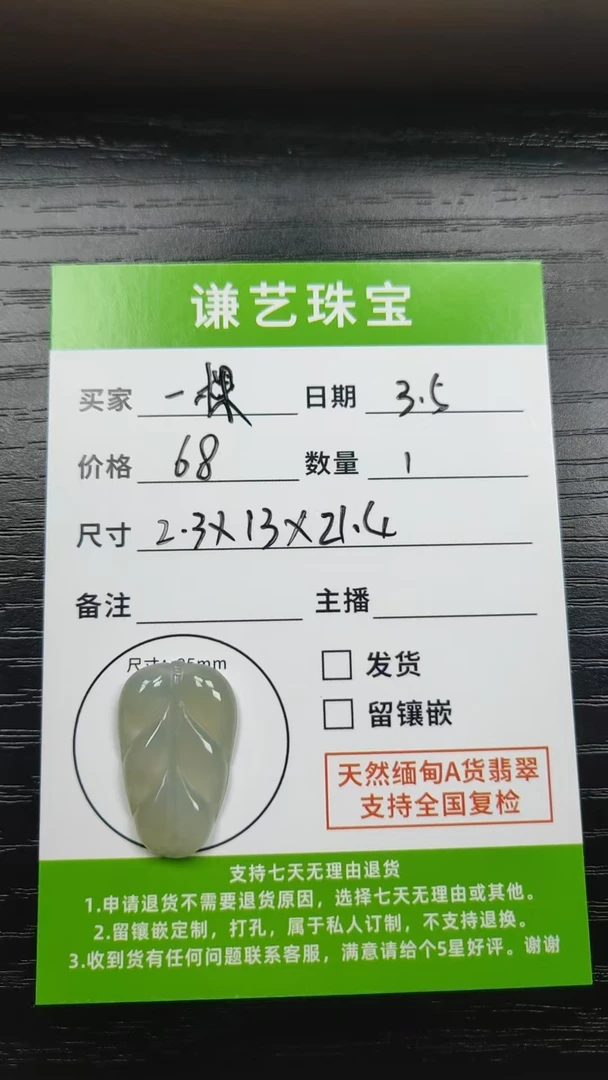 谦艺珠宝
买家 一棵 日期 3.5
价格 68 数量 1
尺寸 2.3X13X21.4
备注 主播
尺寸: 25mm
发货
留镶嵌
天然缅甸A货翡翠
支持全国复检
支持七天无理由退货
1.申请退货不需要退货原因，选择七天无理由或其他。
2.留镶嵌定制，打孔，属于私人订制，不支持退换。
3.收到货有任何问题联系客服，满意请给个5星好评。谢谢